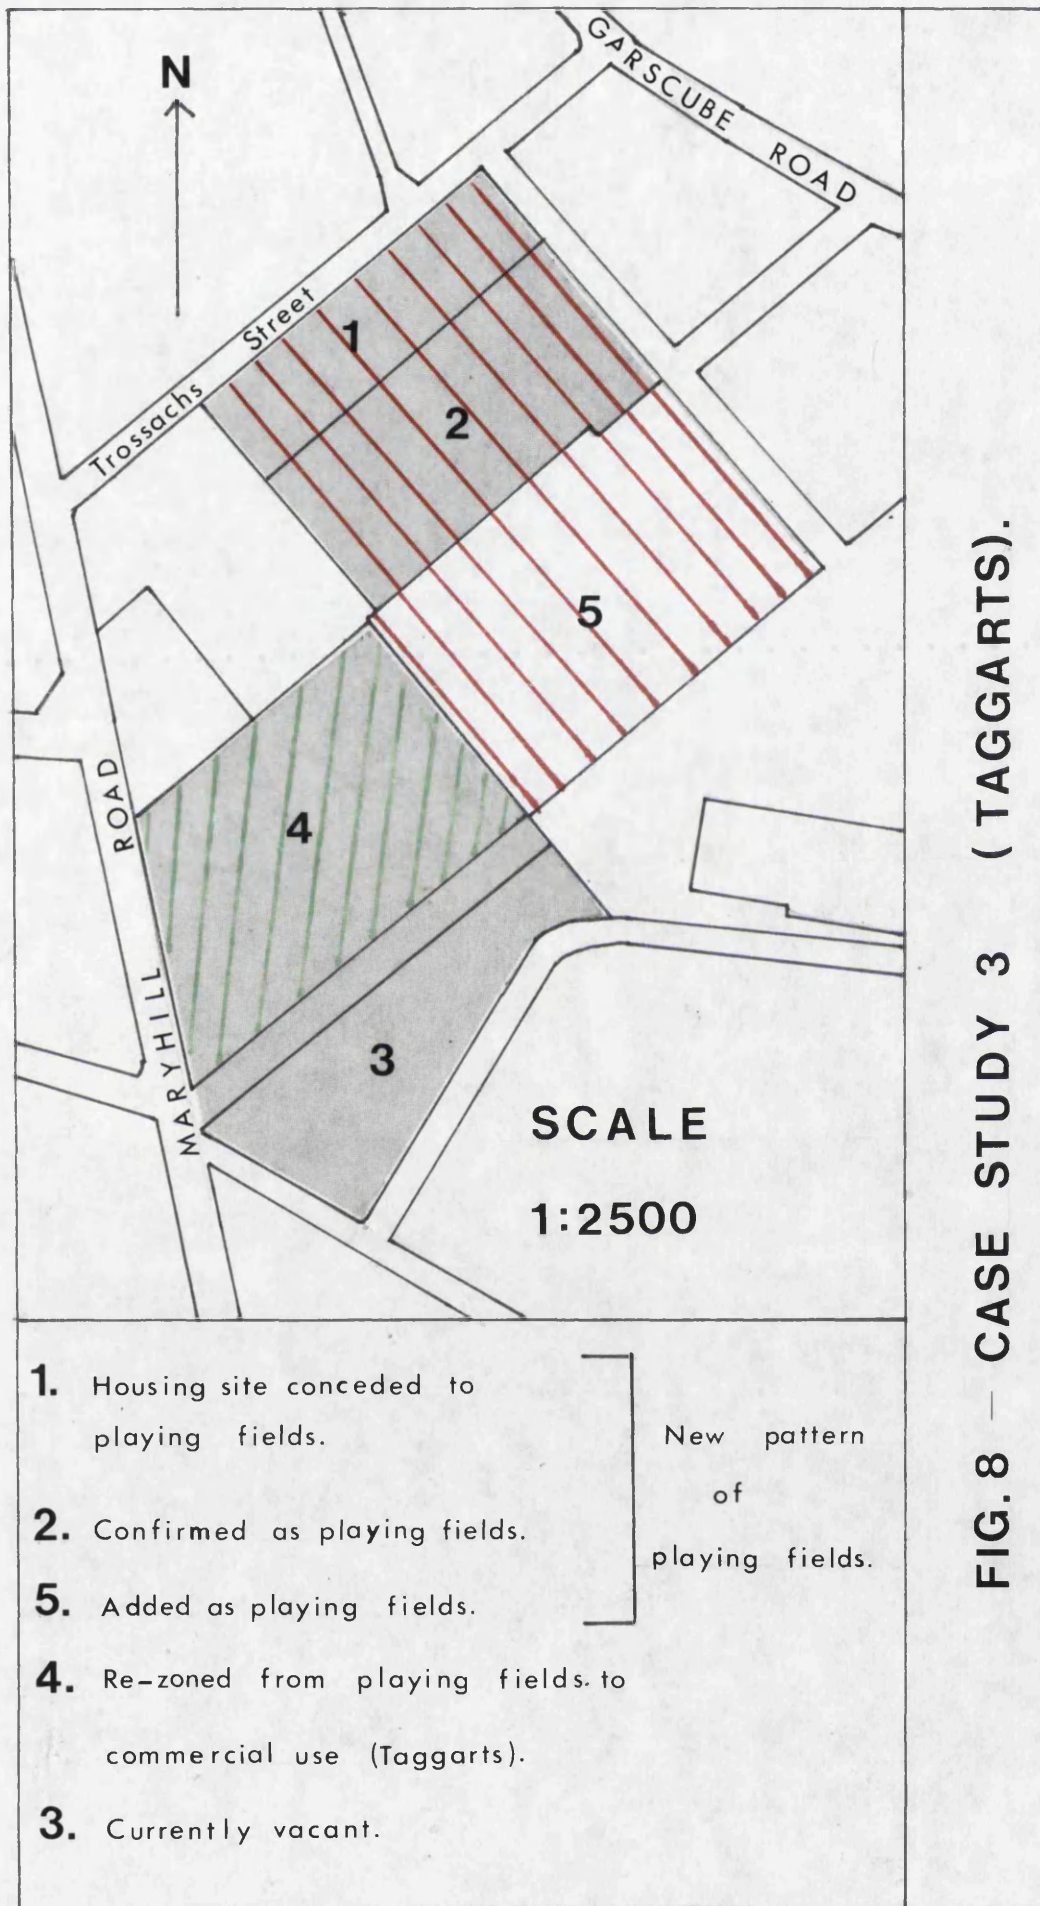 N
GARSCUBE ROAD
Trossachs Street
1
2
5
4
3
MARYHILL ROAD
SCALE
1:2500
1. Housing site conceded to
playing fields.
2. Confirmed as playing fields.
5. Added as playing fields.
New pattern
of
playing fields.
4. Re-zoned from playing fields. to
commercial use (Taggarts).
3. Currently vacant.
FIG. 8 — CASE STUDY 3 (TAGGARTS).